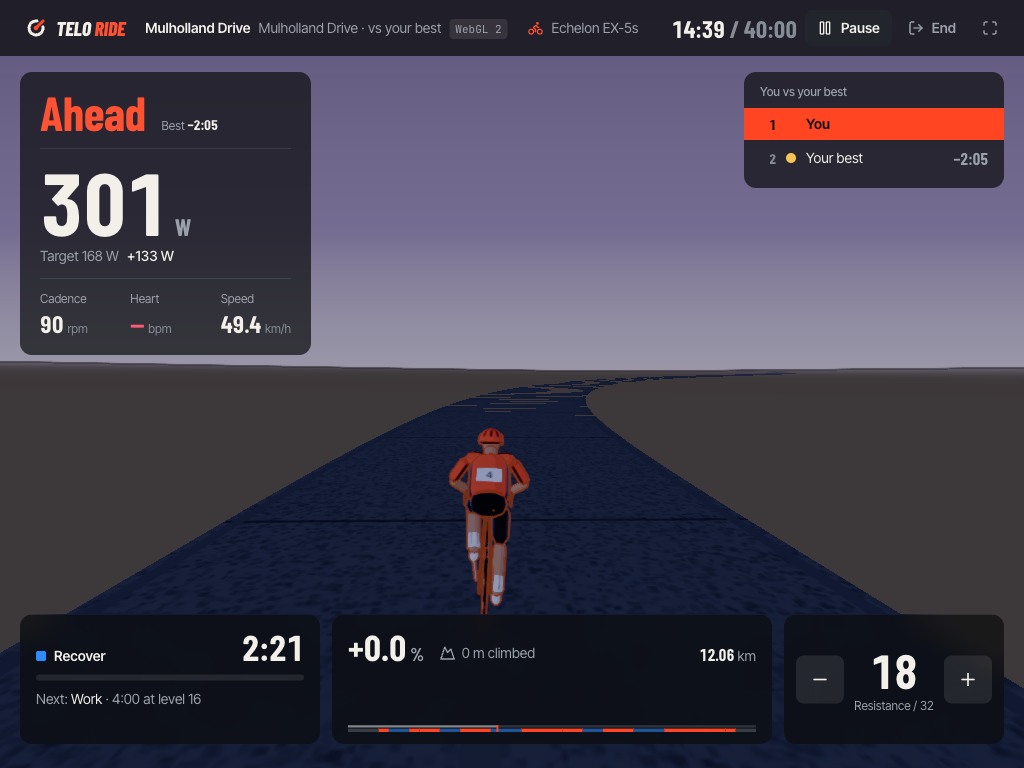 TELO RIDE Mulholland Drive Mulholland Drive · vs your best WebGL 2 Echelon EX-5s 14:39 / 40:00 Pause End
Ahead Best −2:05
301 W
Target 168 W +133 W
Cadence Heart Speed
90 rpm — bpm 49.4 km/h
You vs your best
1 You
2 Your best −2:05
4
Recover 2:21
Next: Work · 4:00 at level 16
+0.0 % 0 m climbed 12.06 km
− 18 +
Resistance / 32